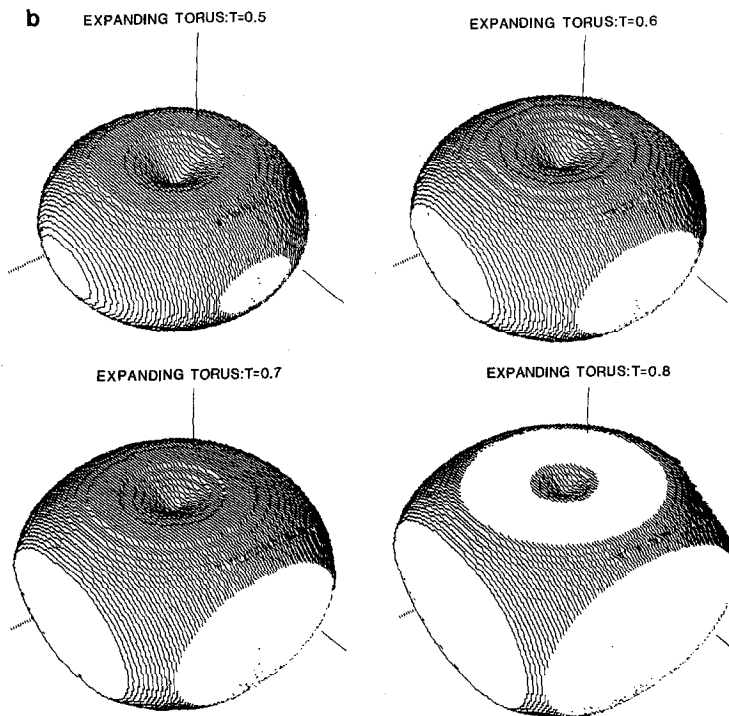 b
EXPANDING TORUS:T=0.5
EXPANDING TORUS:T=0.6
EXPANDING TORUS:T=0.7
EXPANDING TORUS:T=0.8